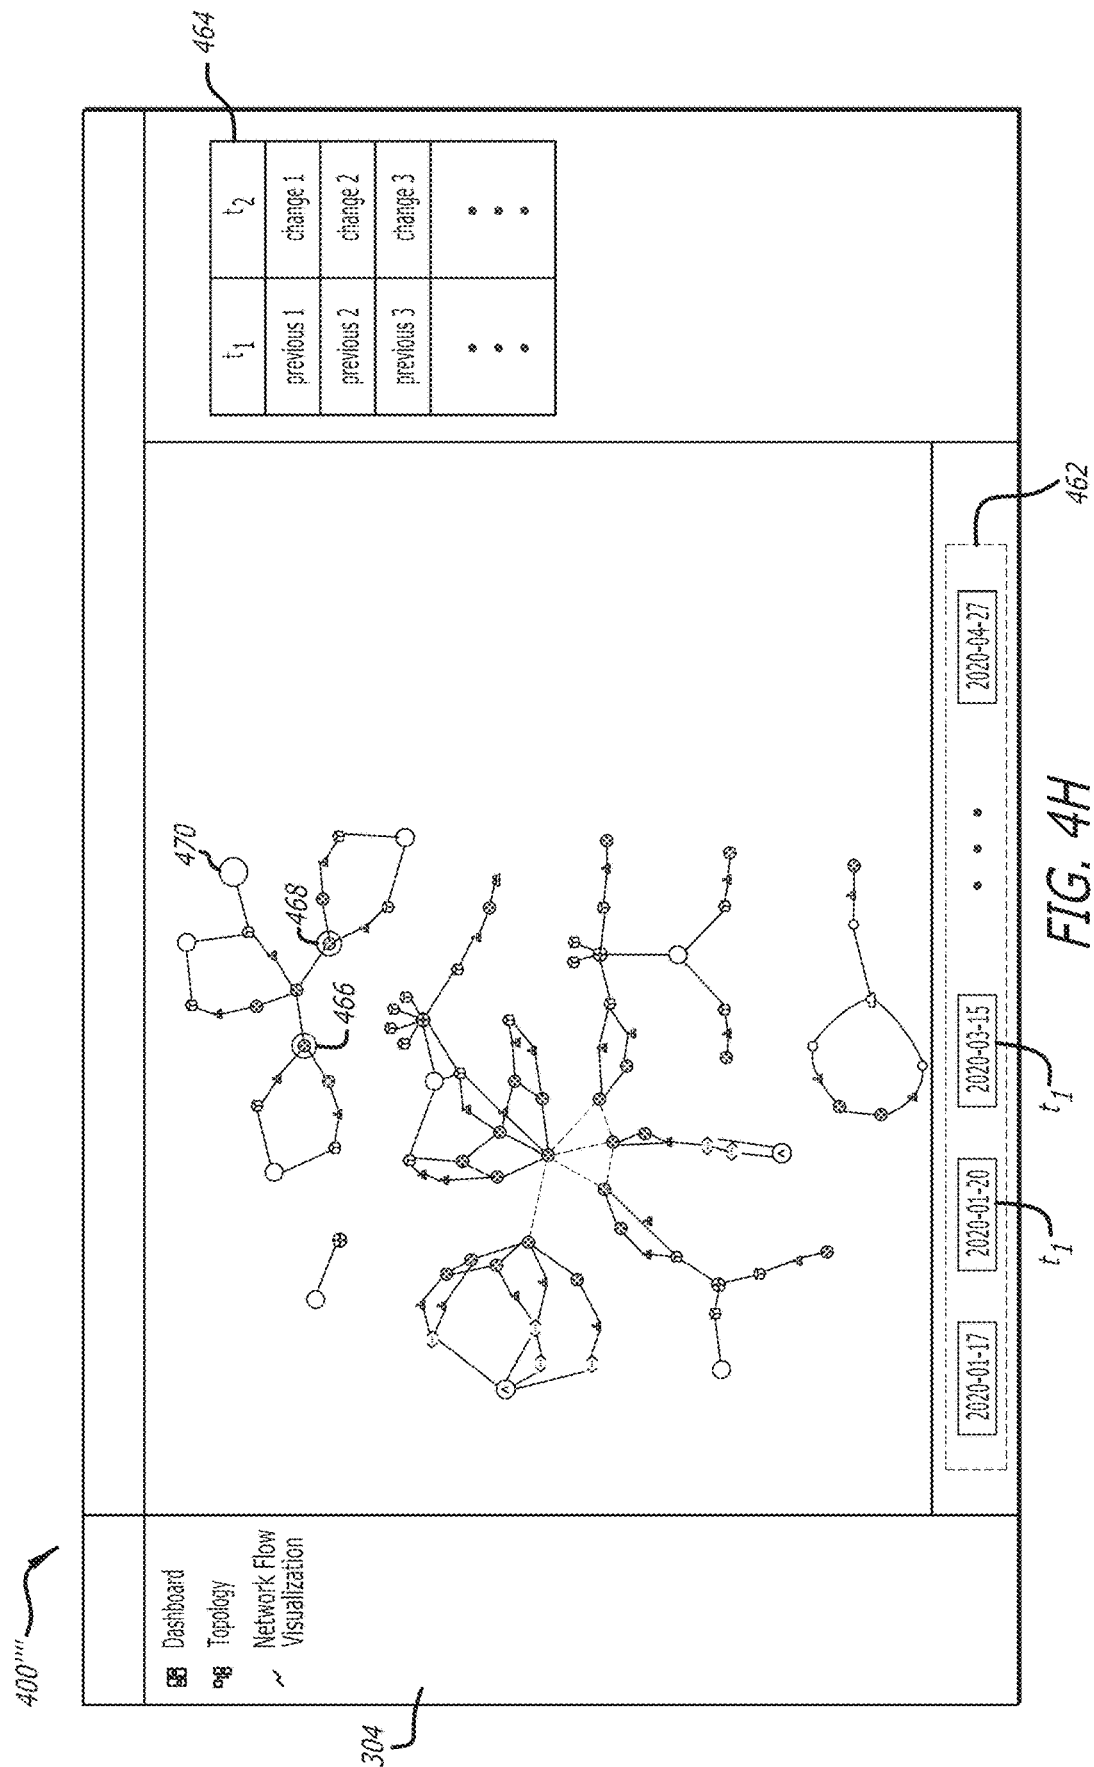 400''''
464
304
Dashboard
Topology
Network Flow
Visualization
470
468
466
t1 t2
previous 1 change 1
previous 2 change 2
previous 3 change 3
2020-01-17 2020-01-20 2020-03-15 2020-04-27
462
t1 t1
FIG. 4H